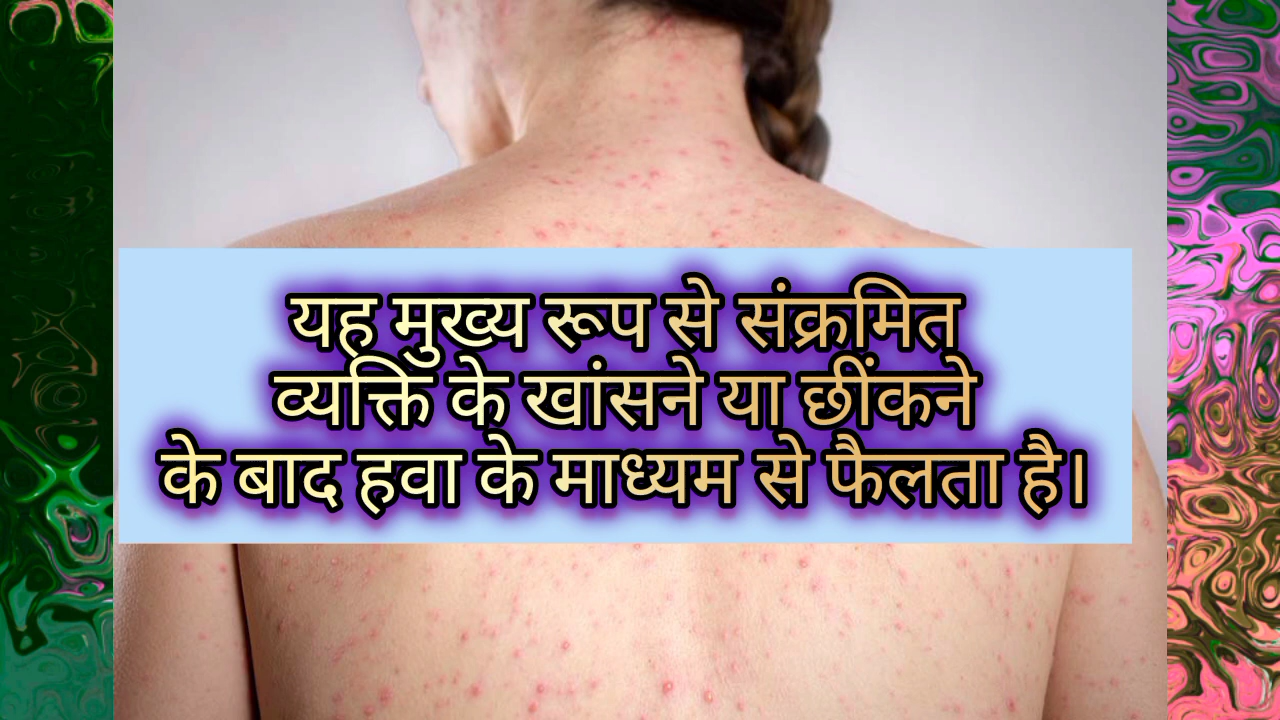 यह मुख्य रूप से संक्रमित
व्यक्ति के खांसने या छींकने
के बाद हवा के माध्यम से फैलता है।